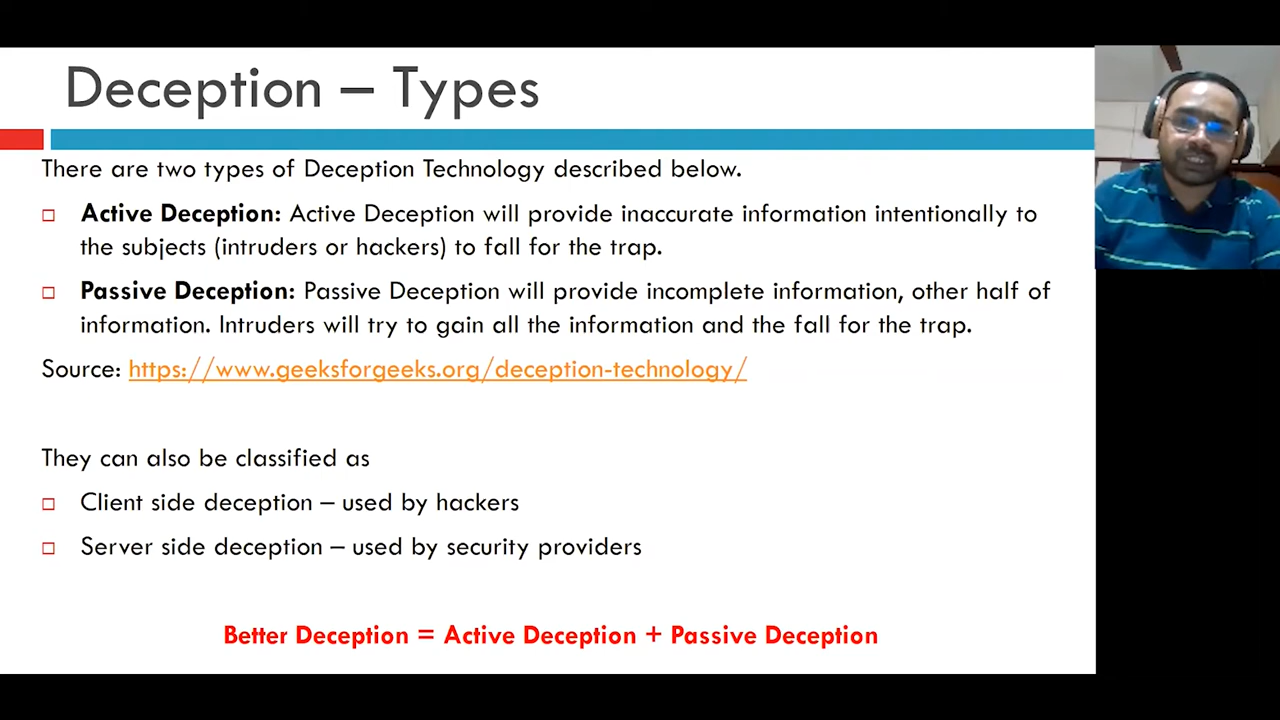 Deception – Types
There are two types of Deception Technology described below.
Active Deception: Active Deception will provide inaccurate information intentionally to
the subjects (intruders or hackers) to fall for the trap.
Passive Deception: Passive Deception will provide incomplete information, other half of
information. Intruders will try to gain all the information and the fall for the trap.
Source: https://www.geeksforgeeks.org/deception-technology/
They can also be classified as
Client side deception – used by hackers
Server side deception – used by security providers
Better Deception = Active Deception + Passive Deception